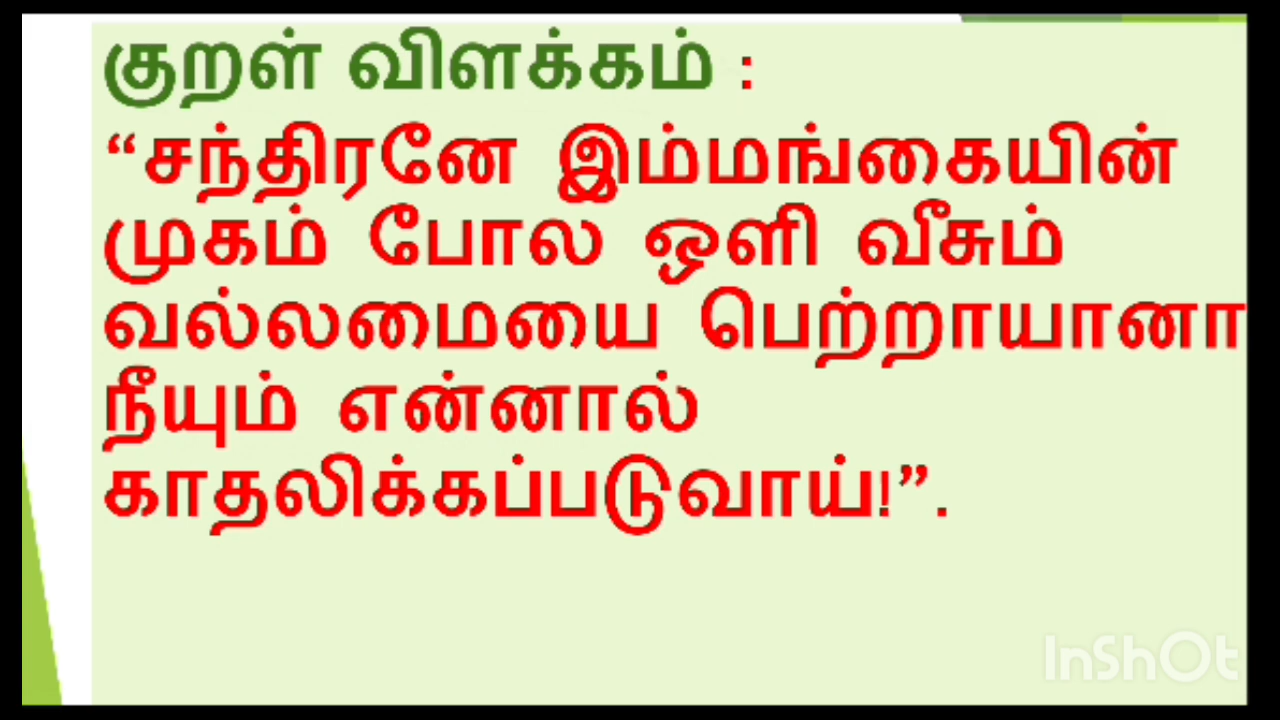 குறள் விளக்கம் :
“சந்திரனே இம்மங்கையின்
முகம் போல ஒளி வீசும்
வல்லமையை பெற்றாயானா
நீயும் என்னால்
காதலிக்கப்படுவாய்!”.
InShOt